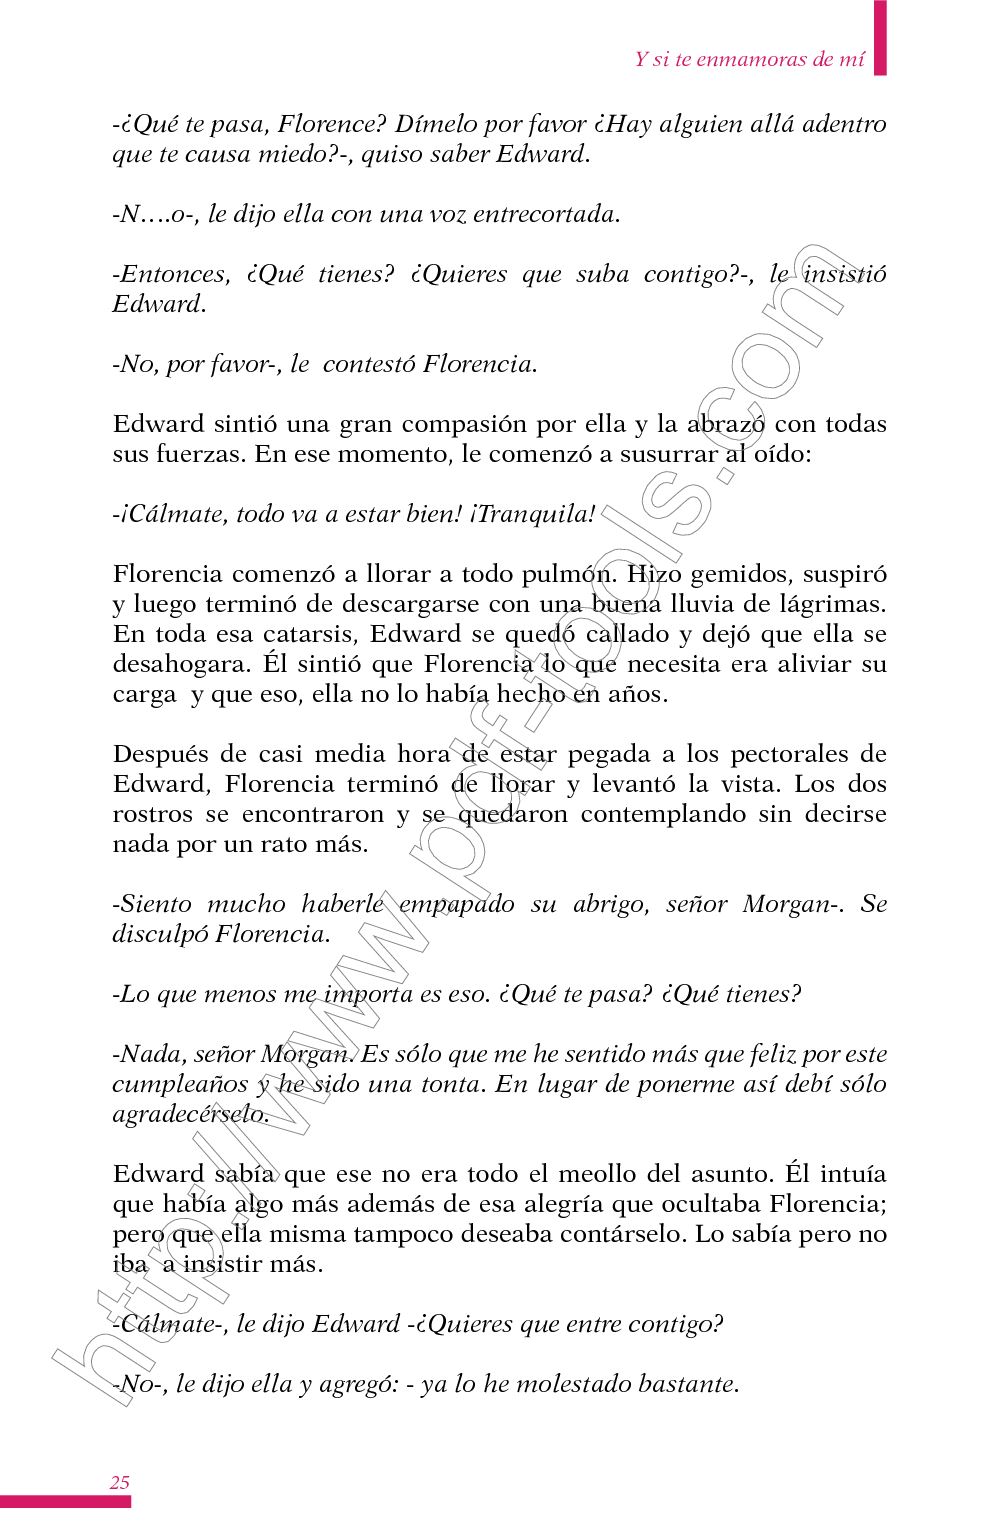 Y si te enmamoras de mí
-¿Qué te pasa, Florence? Dímelo por favor ¿Hay alguien allá adentro
que te causa miedo?-, quiso saber Edward.
-N….o-, le dijo ella con una voz entrecortada.
-Entonces, ¿Qué tienes? ¿Quieres que suba contigo?-, le insistió
Edward.
-No, por favor-, le  contestó Florencia.
Edward sintió una gran compasión por ella y la abrazó con todas
sus fuerzas. En ese momento, le comenzó a susurrar al oído:
-¡Cálmate, todo va a estar bien! ¡Tranquila!
Florencia comenzó a llorar a todo pulmón. Hizo gemidos, suspiró
y luego terminó de descargarse con una buena lluvia de lágrimas.
En toda esa catarsis, Edward se quedó callado y dejó que ella se
desahogara. Él sintió que Florencia lo que necesita era aliviar su
carga  y que eso, ella no lo había hecho en años.
Después de casi media hora de estar pegada a los pectorales de
Edward, Florencia terminó de llorar y levantó la vista. Los dos
rostros se encontraron y se quedaron contemplando sin decirse
nada por un rato más.
-Siento mucho haberle empapado su abrigo, señor Morgan-. Se
disculpó Florencia.
-Lo que menos me importa es eso. ¿Qué te pasa? ¿Qué tienes?
-Nada, señor Morgan. Es sólo que me he sentido más que feliz por este
cumpleaños y he sido una tonta. En lugar de ponerme así debí sólo
agradecérselo.
Edward sabía que ese no era todo el meollo del asunto. Él intuía
que había algo más además de esa alegría que ocultaba Florencia;
pero que ella misma tampoco deseaba contárselo. Lo sabía pero no
iba  a insistir más.
-Cálmate-, le dijo Edward -¿Quieres que entre contigo?
-No-, le dijo ella y agregó: - ya lo he molestado bastante.
25
http://www.pdf-tools.com